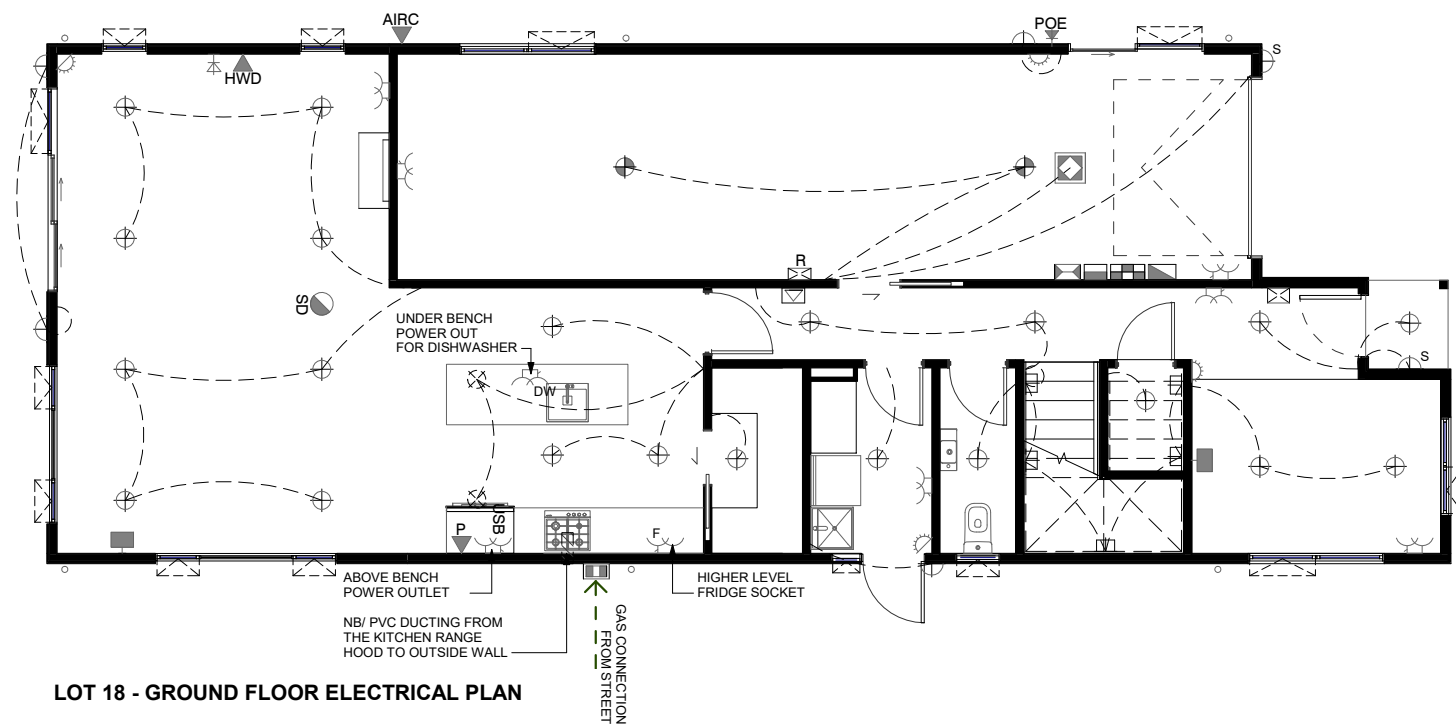 AIRC
POE
S
HWD
R
SD
UNDER BENCH
POWER OUT
FOR DISHWASHER
S
DW
USB
P
F
ABOVE BENCH
POWER OUTLET
HIGHER LEVEL
FRIDGE SOCKET
NB/ PVC DUCTING FROM
THE KITCHEN RANGE
HOOD TO OUTSIDE WALL
GAS CONNECTION
FROM STREET
LOT 18 - GROUND FLOOR ELECTRICAL PLAN